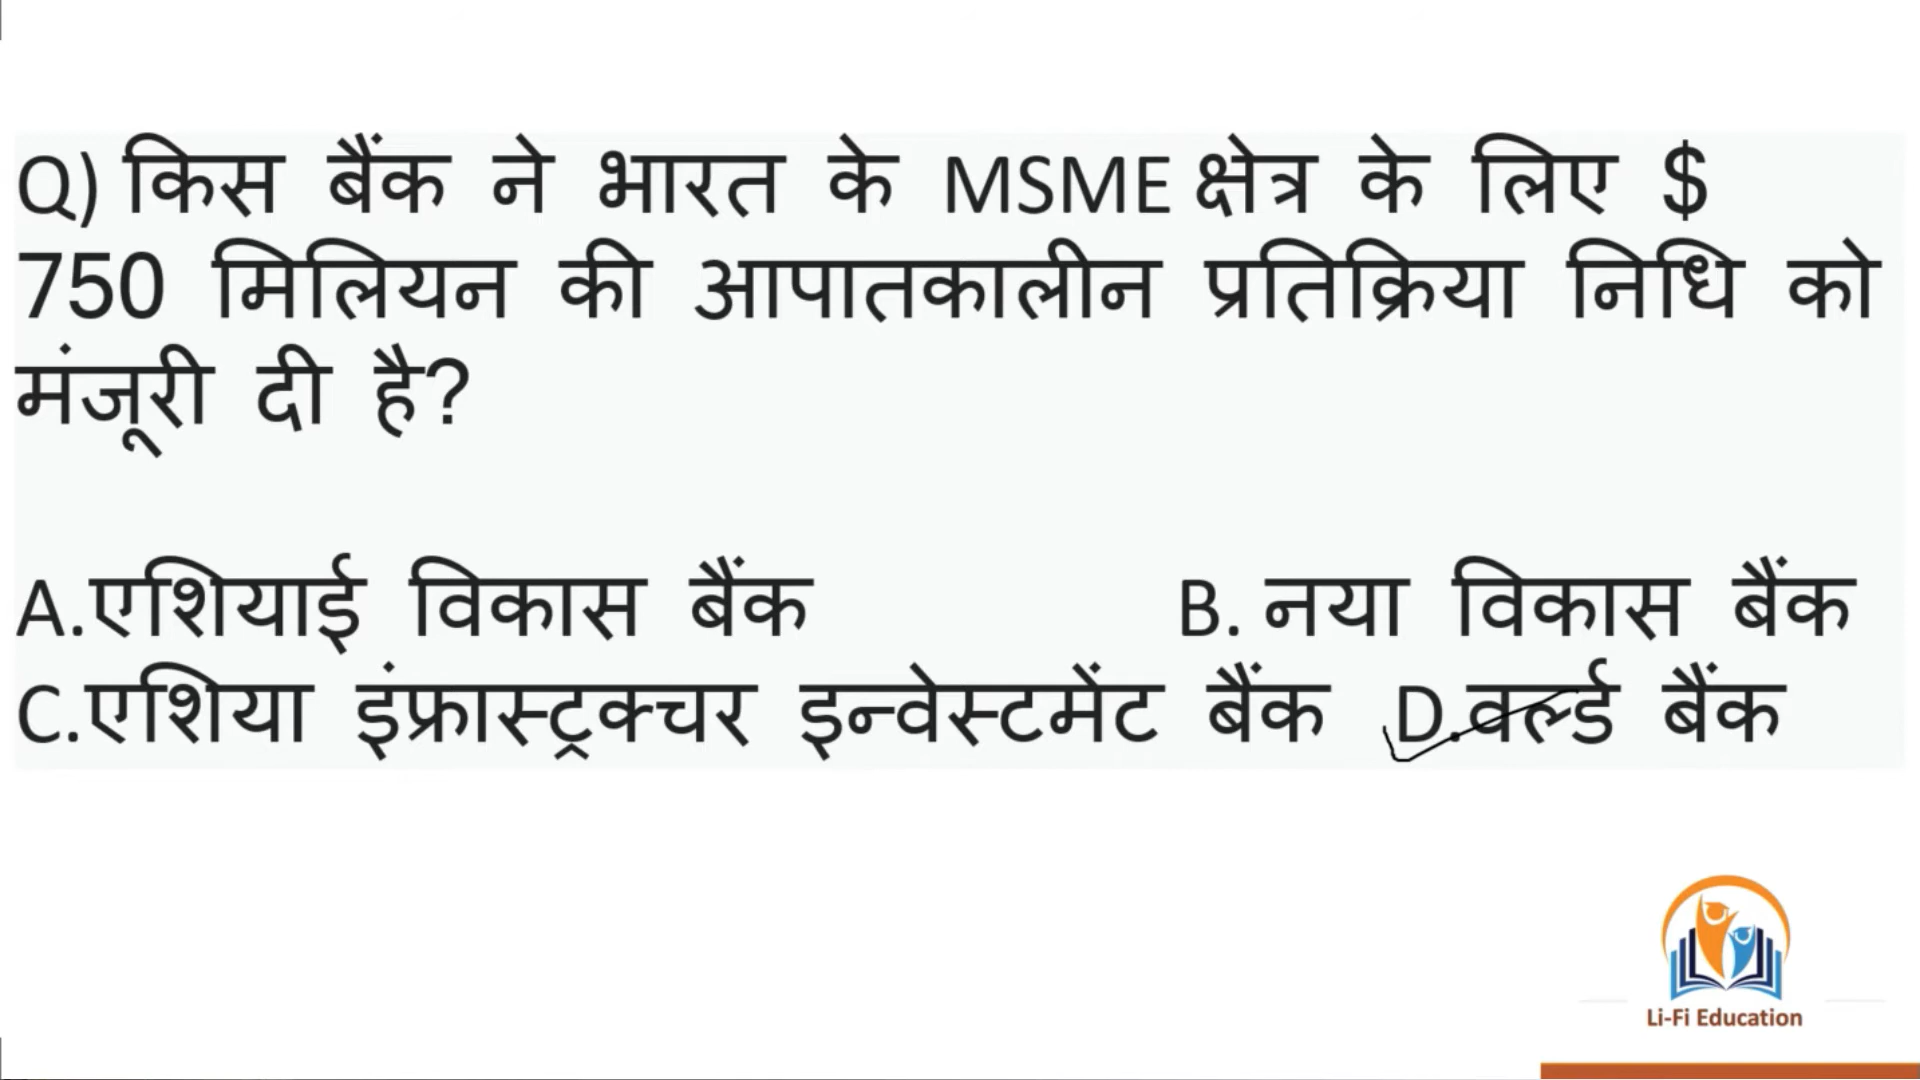 Q) किस बैंक ने भारत के MSME क्षेत्र के लिए $
750 मिलियन की आपातकालीन प्रतिक्रिया निधि को
मंजूरी दी है?
A.एशियाई विकास बैंक B. नया विकास बैंक
C.एशिया इंफ्रास्ट्रक्चर इन्वेस्टमेंट बैंक D.वर्ल्ड बैंक
Li-Fi Education